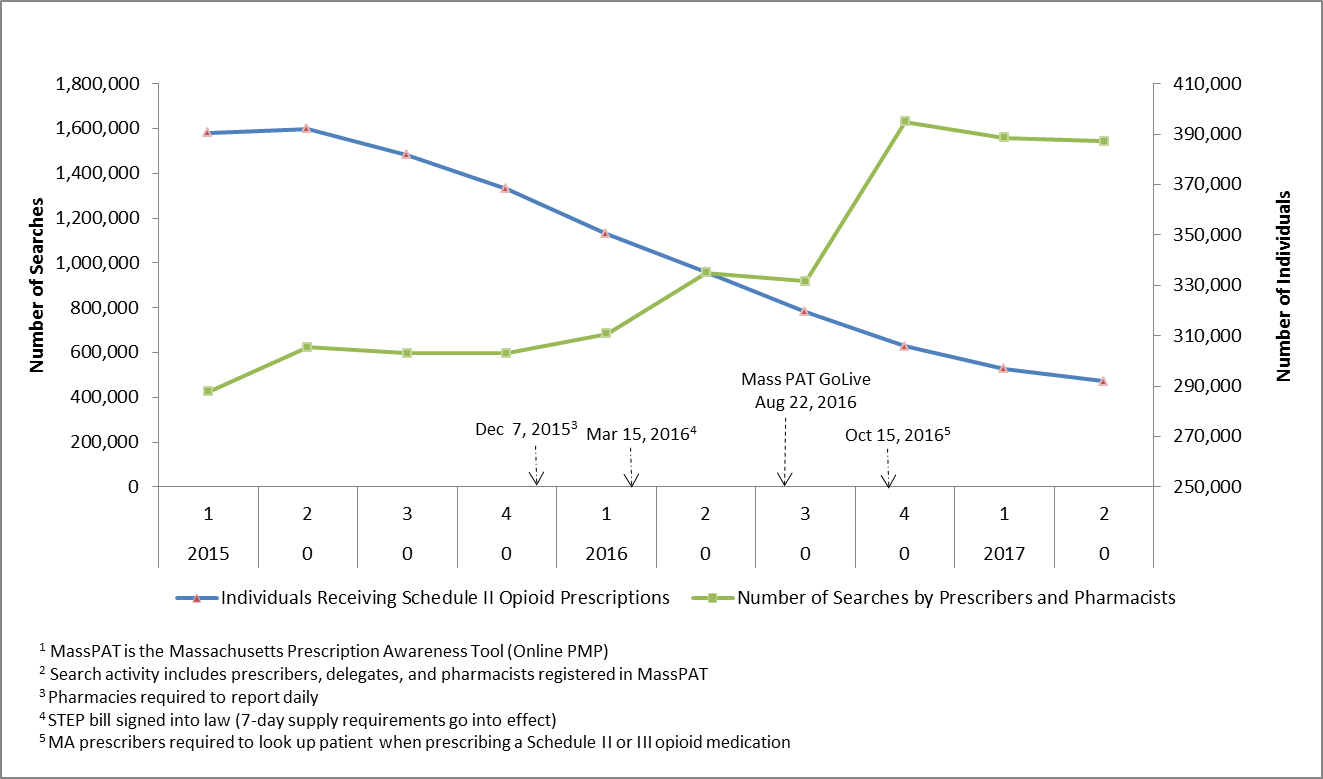 1,800,000
1,600,000
1,400,000
1,200,000
1,000,000
800,000
600,000
400,000
200,000
0
Number of Searches
410,000
390,000
370,000
350,000
330,000
310,000
290,000
270,000
250,000
Number of Individuals
Dec 7, 2015³
Mar 15, 2016⁴
Mass PAT GoLive
Aug 22, 2016
Oct 15, 2016⁵
1 2 3 4 1 2 3 4 1 2
2015 0 0 0 2016 0 0 0 2017 0
Individuals Receiving Schedule II Opioid Prescriptions
Number of Searches by Prescribers and Pharmacists
¹ MassPAT is the Massachusetts Prescription Awareness Tool (Online PMP)
² Search activity includes prescribers, delegates, and pharmacists registered in MassPAT
³ Pharmacies required to report daily
⁴ STEP bill signed into law (7-day supply requirements go into effect)
⁵ MA prescribers required to look up patient when prescribing a Schedule II or III opioid medication